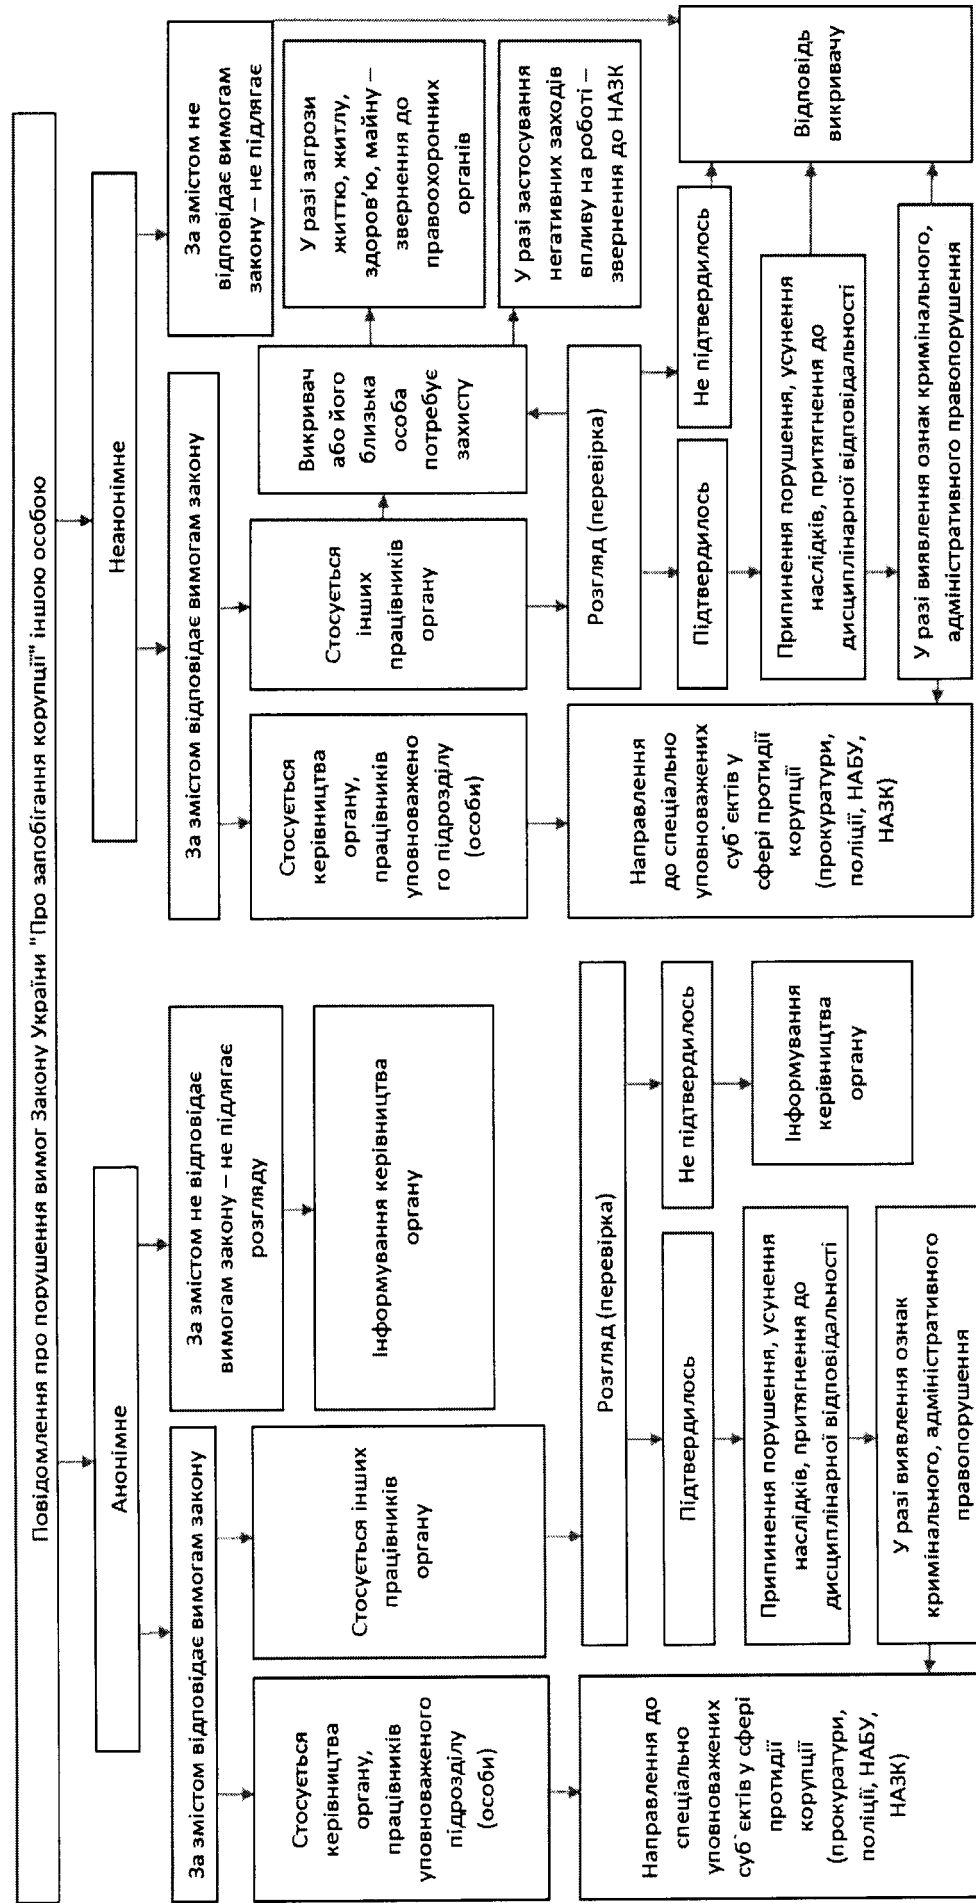 Повідомлення про порушення вимог Закону України "Про запобігання корупції" іншою особою
Анонімне
За змістом відповідає вимогам закону
Стосується
керівництва
органу,
працівників
уповноваженого
підрозділу
(особи)
Стосується інших
працівників
органу
За змістом не відповідає
вимогам закону – не підлягає
розгляду
Інформування керівництва
органу
Розгляд (перевірка)
Підтвердилось
Не підтвердилось
Припинення порушення, усунення
наслідків, притягнення до
дисциплінарної відповідальності
Інформування
керівництва
органу
У разі виявлення ознак
кримінального, адміністративного
правопорушення
Направлення до
спеціально
уповноважених
суб`єктів у сфері
протидії
корупції
(прокуратури,
поліції, НАБУ,
НАЗК)
Неанонімне
За змістом відповідає вимогам закону
Стосується
керівництва
органу,
працівників
уповноважено
го підрозділу
(особи)
Стосується
інших
працівників
органу
Викривач
або його
близька
особа
потребує
захисту
За змістом не
відповідає вимогам
закону – не підлягає
У разі загрози
життю, житлу,
здоров’ю, майну –
звернення до
правоохоронних
органів
У разі застосування
негативних заходів
впливу на роботі –
звернення до НАЗК
Розгляд (перевірка)
Підтвердилось
Не підтвердилось
Припинення порушення, усунення
наслідків, притягнення до
дисциплінарної відповідальності
У разі виявлення ознак кримінального,
адміністративного правопорушення
Направлення
до спеціально
уповноважених
суб`єктів у
сфері протидії
корупції
(прокуратури,
поліції, НАБУ,
НАЗК)
Відповідь
викривачу